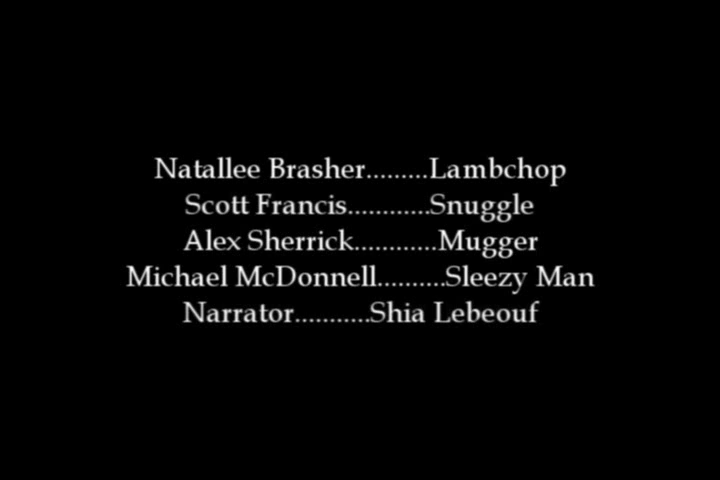 Natallee Brasher.........Lambchop
Scott Francis............Snuggle
Alex Sherrick............Mugger
Michael McDonnell..........Sleezy Man
Narrator...........Shia Lebeouf